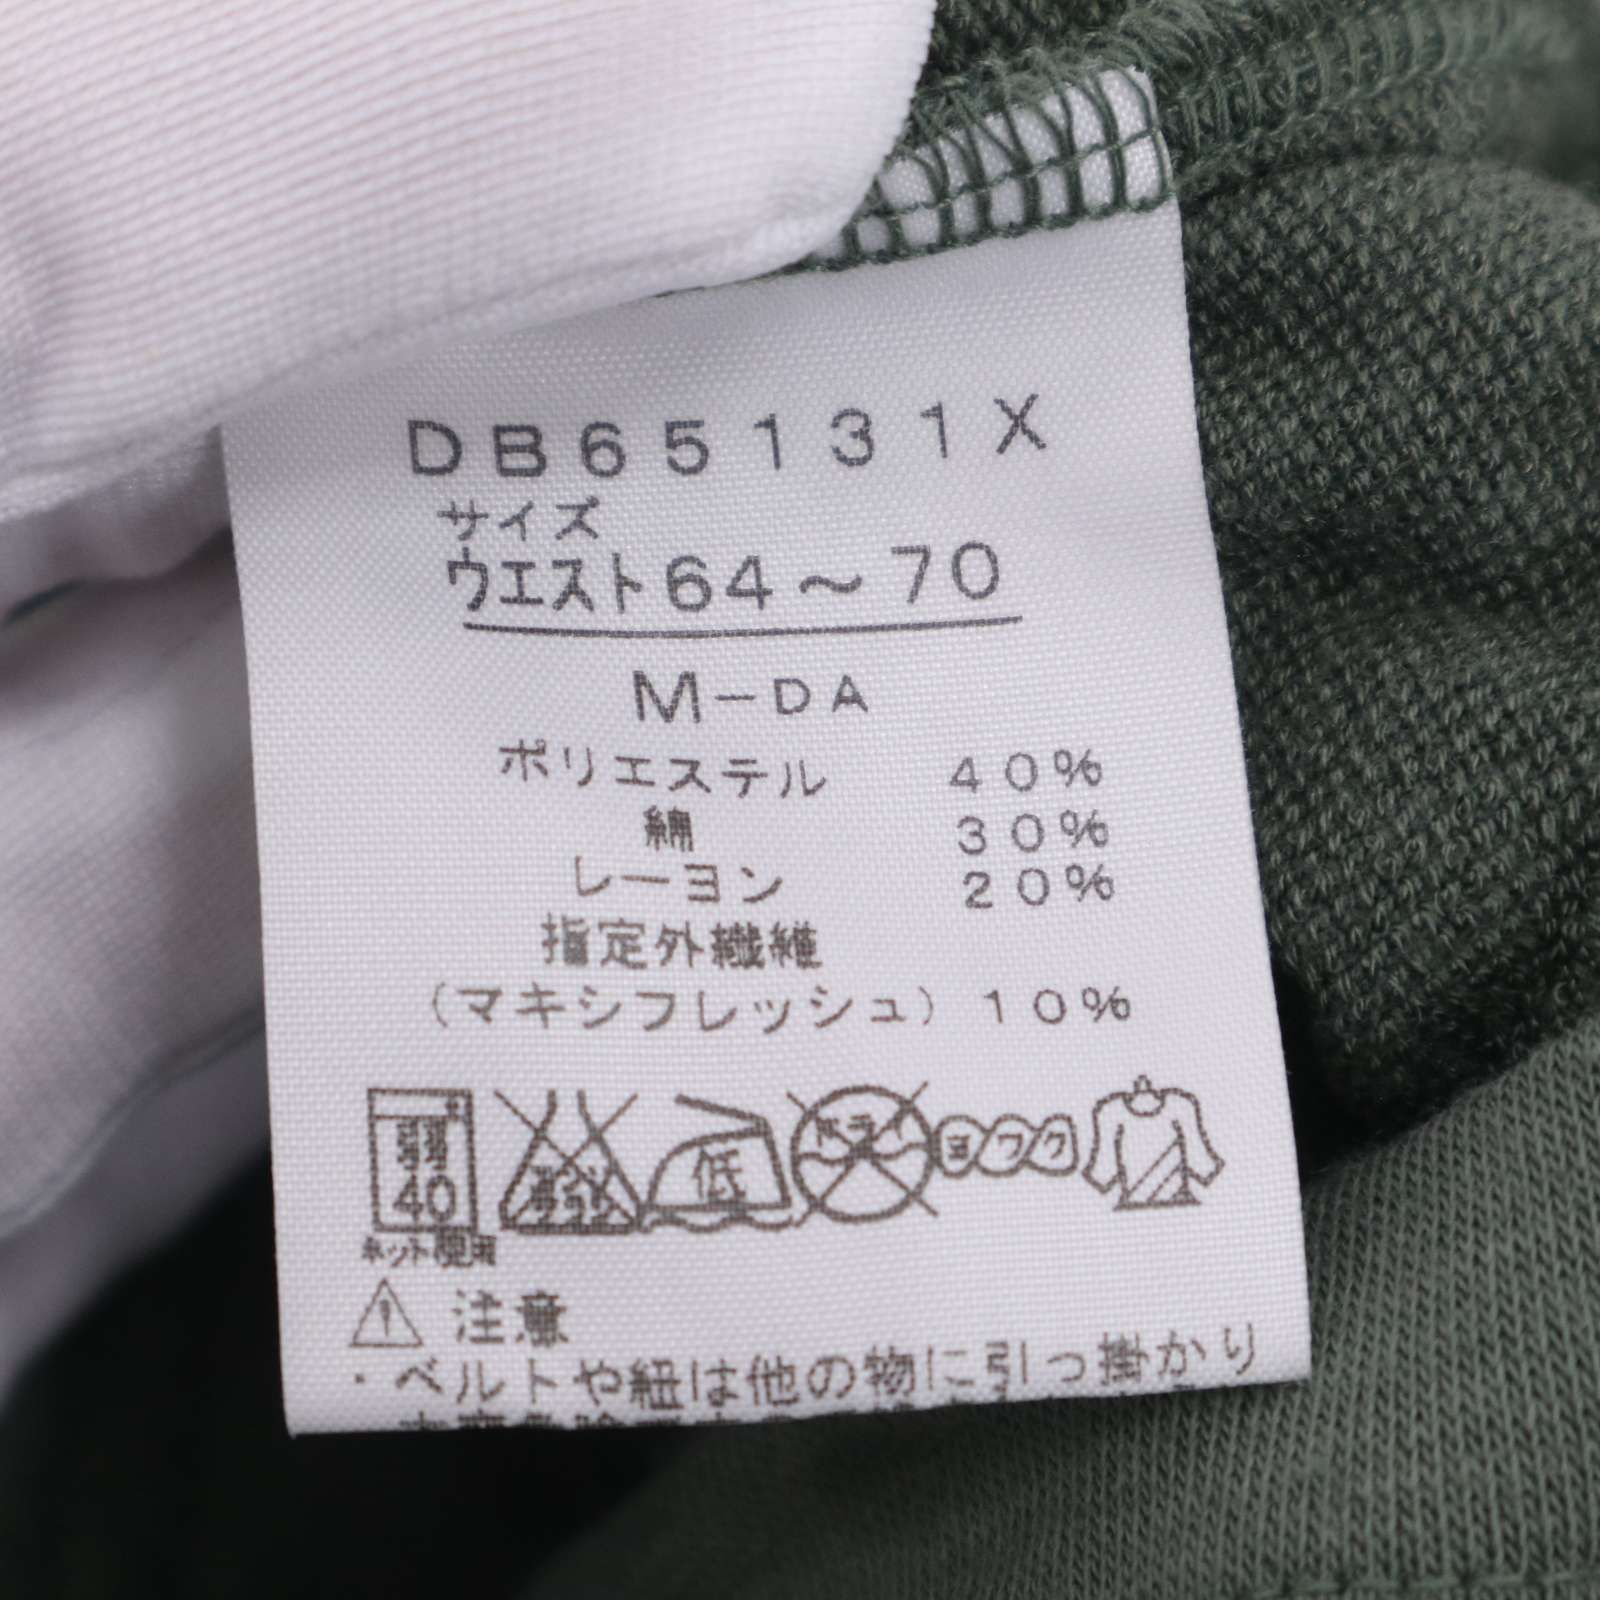 DB65131X
サイズ
ウエスト64～70
M-DA
ポリエステル 40%
綿 30%
レーヨン 20%
指定外繊維
(マキシフレッシュ) 10%
弱 40 低 ドライ ヨワク
ネット使用
注意
・ベルトや紐は他の物に引っ掛かり